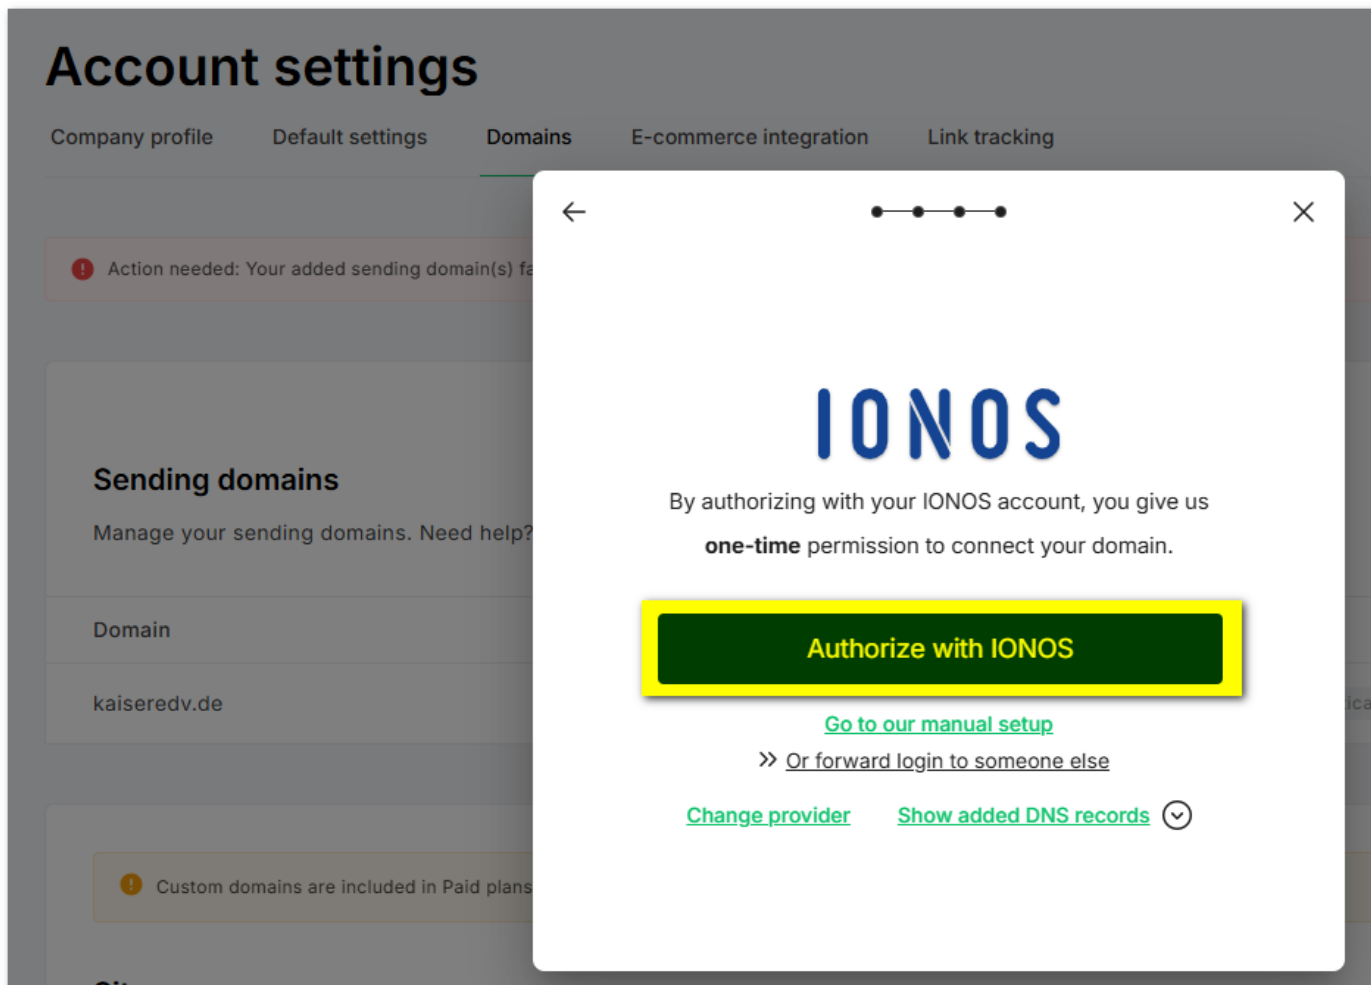 Account settings
Company profile Default settings Domains E-commerce integration Link tracking
Action needed: Your added sending domain(s)
IONOS
By authorizing with your IONOS account, you give us
one-time permission to connect your domain.
Authorize with IONOS
Go to our manual setup
Or forward login to someone else
Change provider Show added DNS records
Sending domains
Manage your sending domains. Need help?
Domain
kaiseredv.de
Custom domains are included in Paid plans